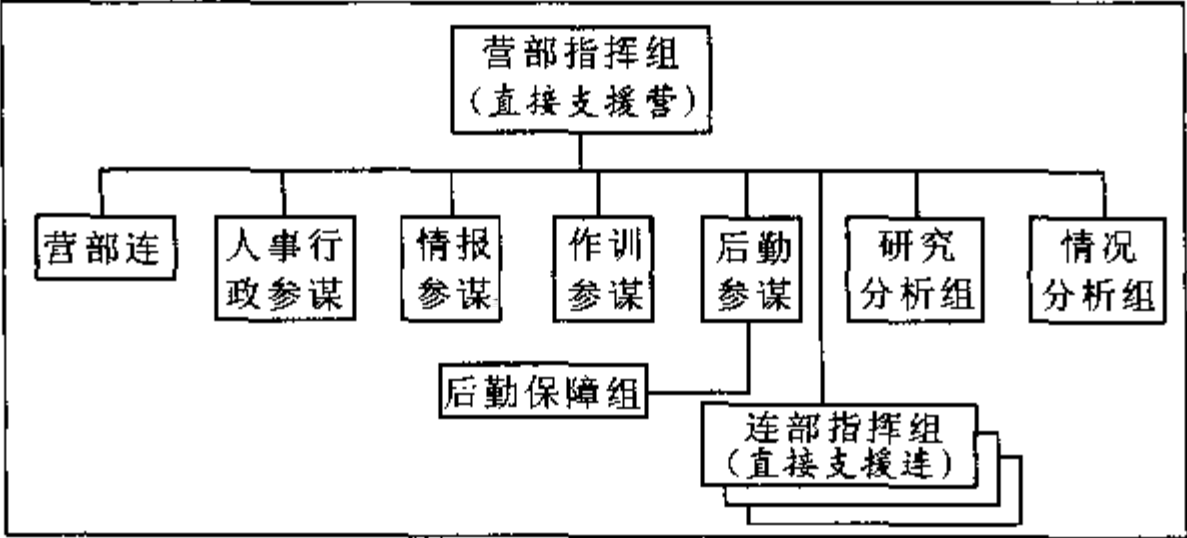 营部指挥组
（直接支援营）
营部连
人事行
政参谋
情报
参谋
作训
参谋
后勤
参谋
研究
分析组
情况
分析组
后勤保障组
连部指挥组
（直接支援连）